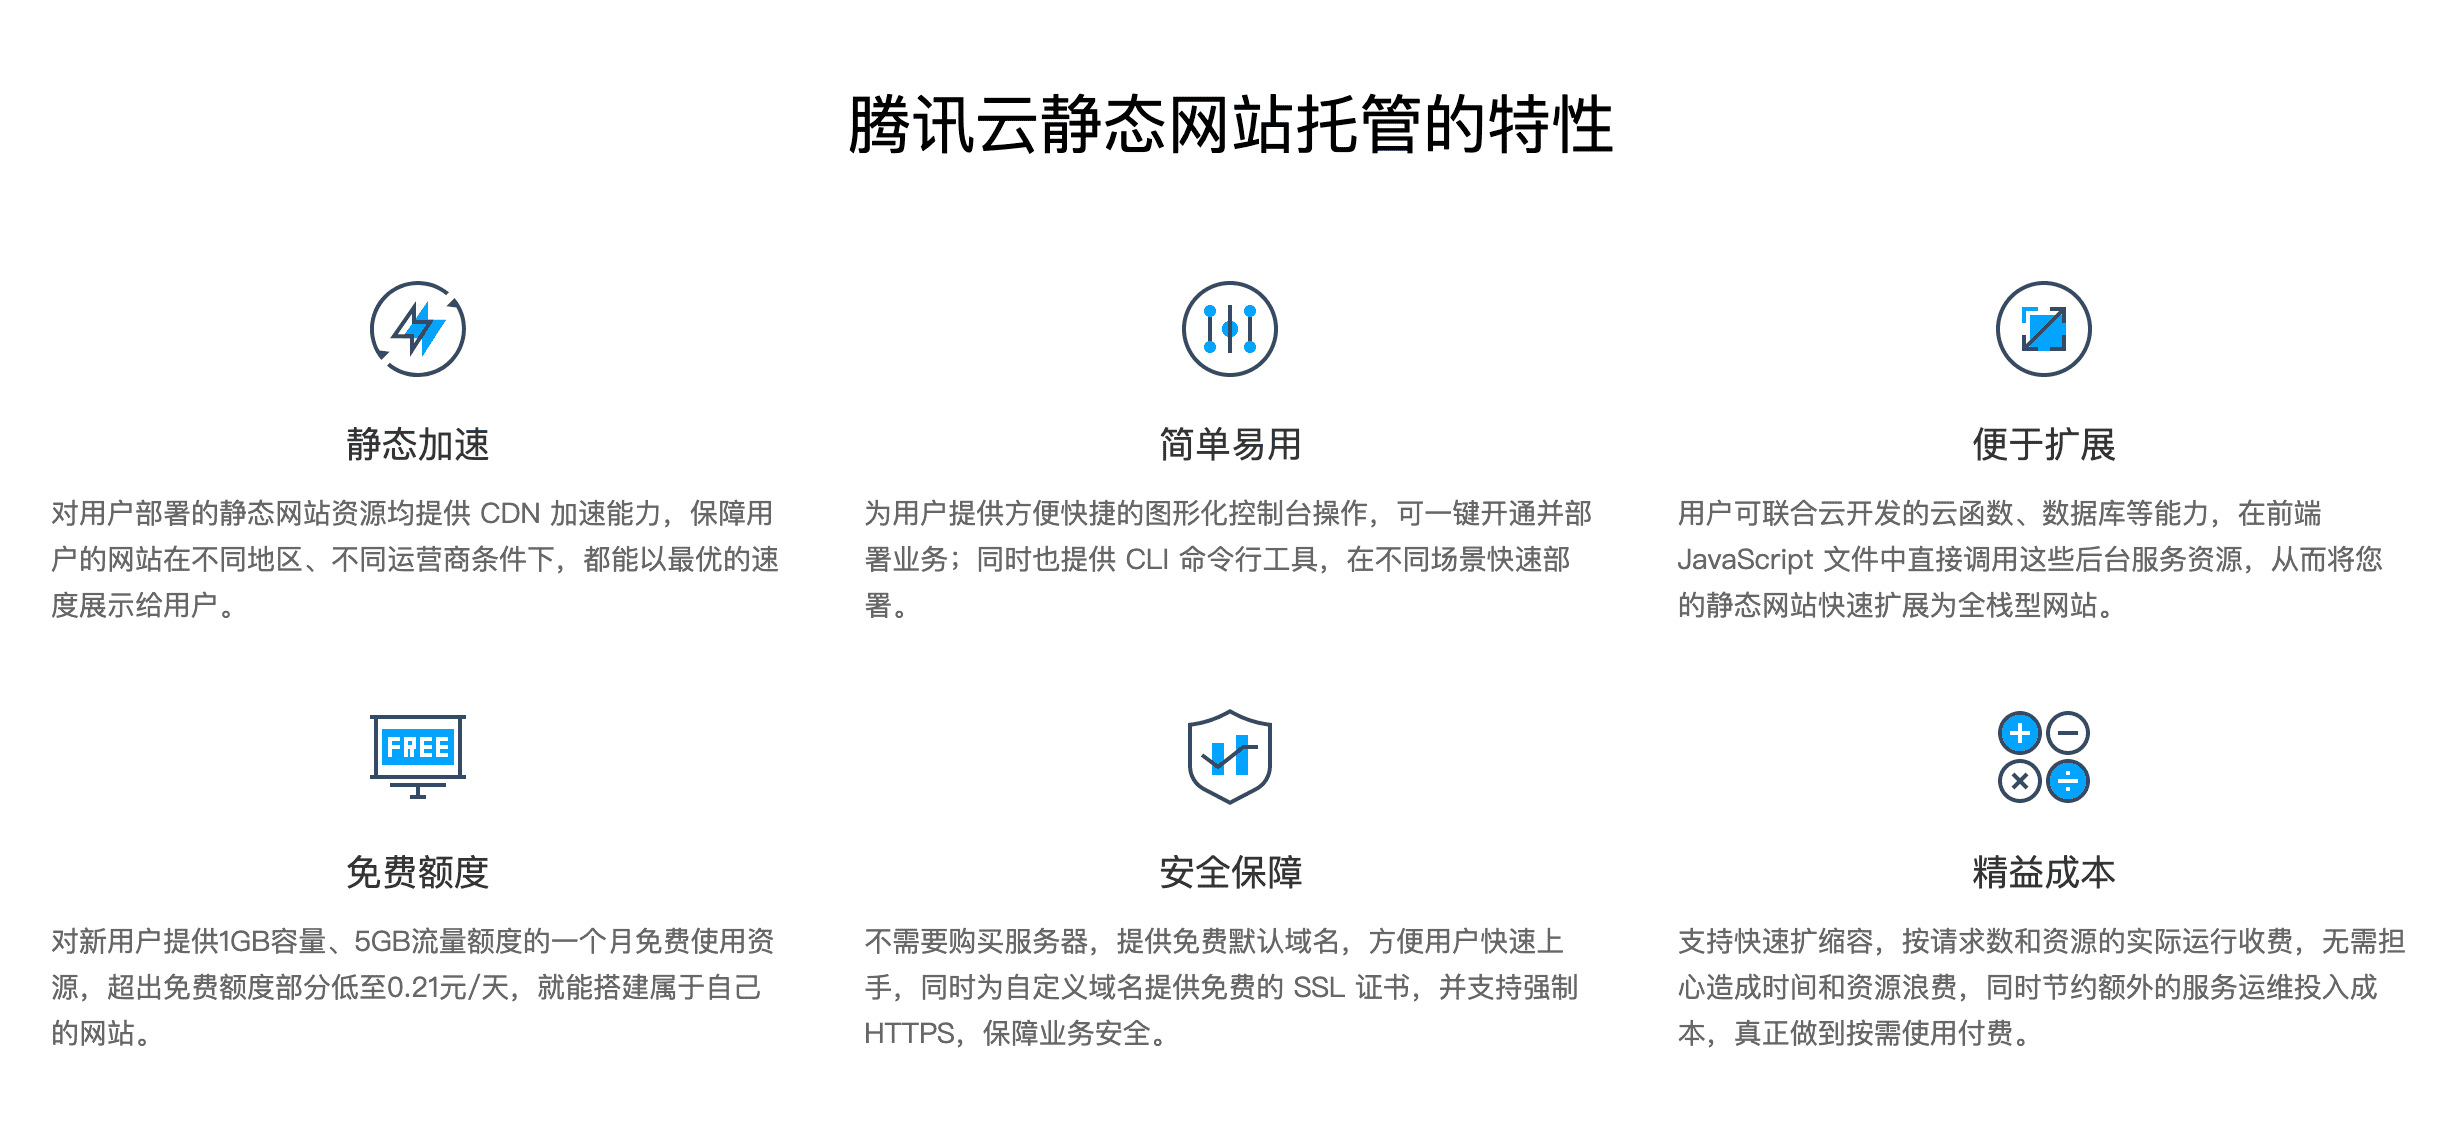 腾讯云静态网站托管的特性
静态加速
对用户部署的静态网站资源均提供 CDN 加速能力，保障用
户的网站在不同地区、不同运营商条件下，都能以最优的速
度展示给用户。
简单易用
为用户提供方便快捷的图形化控制台操作，可一键开通并部
署业务；同时也提供 CLI 命令行工具，在不同场景快速部
署。
便于扩展
用户可联合云开发的云函数、数据库等能力，在前端
JavaScript 文件中直接调用这些后台服务资源，从而将您
的静态网站快速扩展为全栈型网站。
FREE
免费额度
对新用户提供1GB容量、5GB流量额度的一个月免费使用资
源，超出免费额度部分低至0.21元/天，就能搭建属于自己
的网站。
安全保障
不需要购买服务器，提供免费默认域名，方便用户快速上
手，同时为自定义域名提供免费的 SSL 证书，并支持强制
HTTPS，保障业务安全。
精益成本
支持快速扩缩容，按请求数和资源的实际运行收费，无需担
心造成时间和资源浪费，同时节约额外的服务运维投入成
本，真正做到按需使用付费。